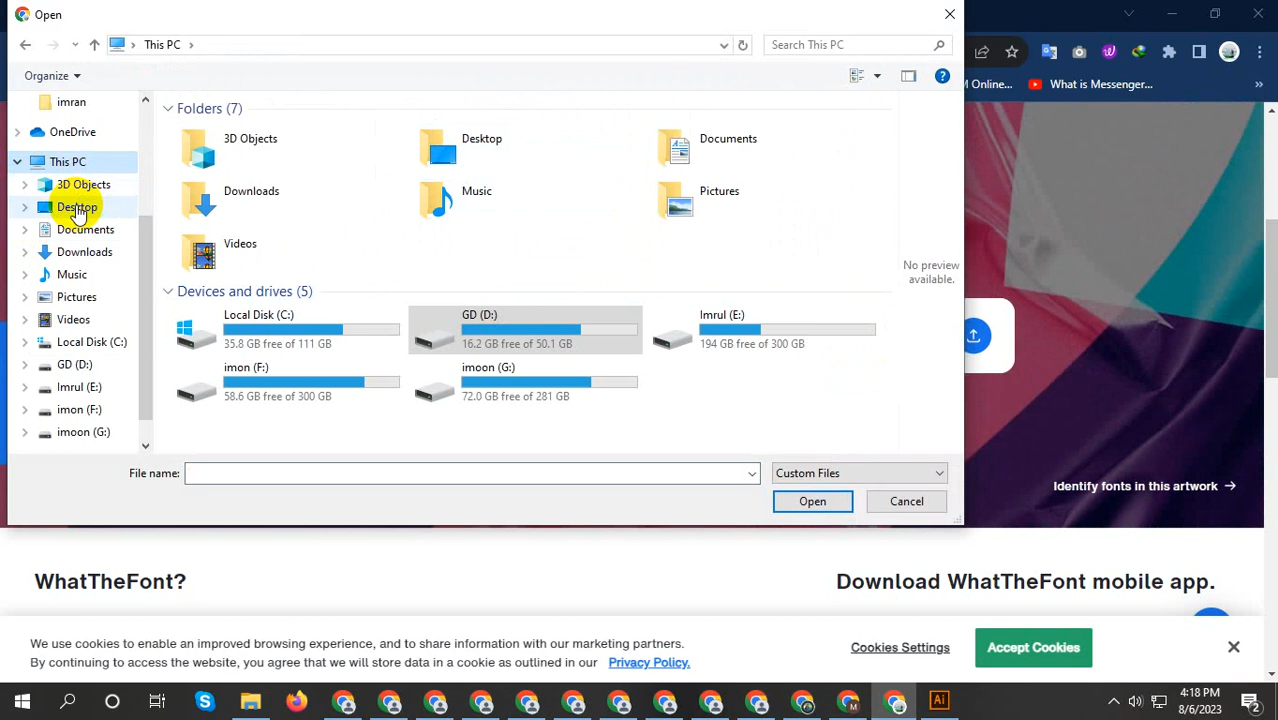 Open
This PC
Search This PC
Organize
M Online...
What is Messenger...
»
imran
OneDrive
This PC
3D Objects
Desktop
Documents
Downloads
Music
Pictures
Videos
Local Disk (C:)
GD (D:)
Imrul (E:)
imon (F:)
imoon (G:)
Folders (7)
3D Objects
Desktop
Documents
Downloads
Music
Pictures
Videos
Devices and drives (5)
Local Disk (C:)
35.8 GB free of 111 GB
GD (D:)
16.2 GB free of 50.1 GB
Imrul (E:)
194 GB free of 300 GB
imon (F:)
58.6 GB free of 300 GB
imoon (G:)
72.0 GB free of 281 GB
No preview
available.
File name:
Custom Files
Open
Cancel
Identify fonts in this artwork →
WhatTheFont?
Download WhatTheFont mobile app.
We use cookies to enable an improved browsing experience, and to share information with our marketing partners.
By continuing to access the website, you agree that we will store data in a cookie as outlined in our Privacy Policy.
Cookies Settings
Accept Cookies
Ai
4:18 PM
8/6/2023
2